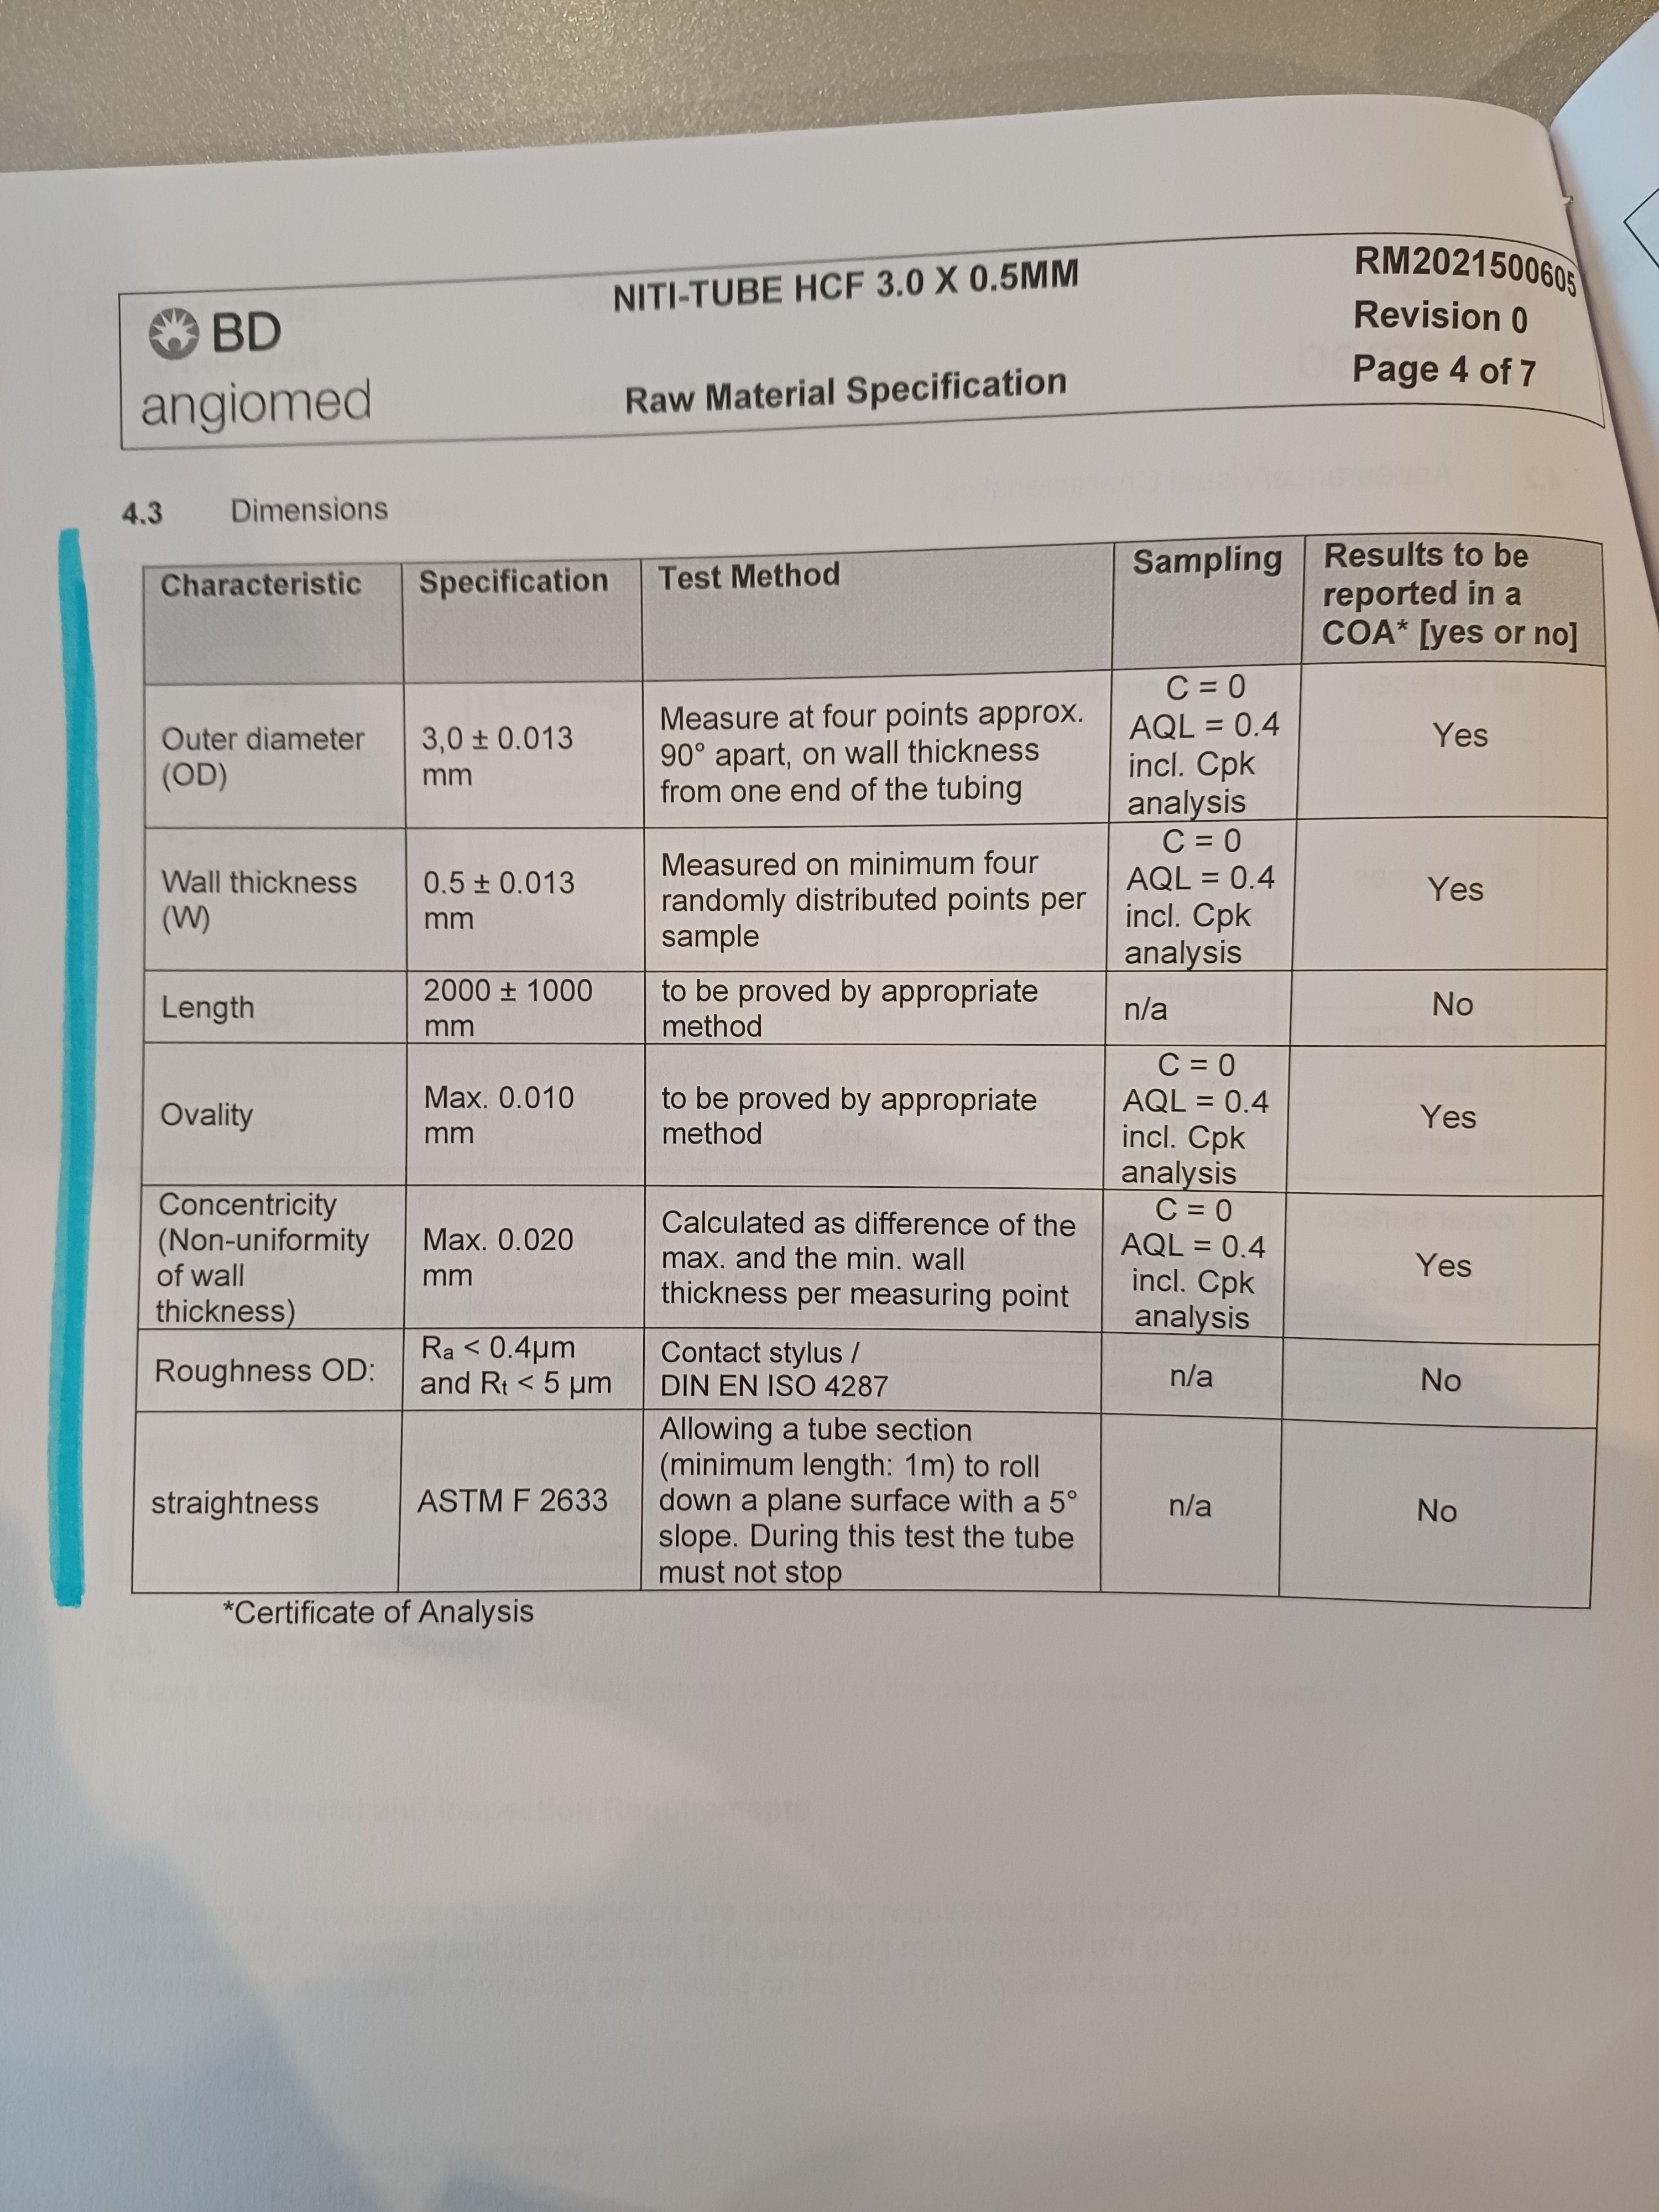 BD
angiomed
NITI-TUBE HCF 3.0 X 0.5MM
Raw Material Specification
RM2021500605
Revision 0
Page 4 of 7
4.3 Dimensions
Characteristic
Specification
Test Method
Sampling
Results to be
reported in a
COA* [yes or no]
Outer diameter
(OD)
3,0 ± 0.013
mm
Measure at four points approx.
90° apart, on wall thickness
from one end of the tubing
C = 0
AQL = 0.4
incl. Cpk
analysis
Yes
Wall thickness
(W)
0.5 ± 0.013
mm
Measured on minimum four
randomly distributed points per
sample
C = 0
AQL = 0.4
incl. Cpk
analysis
Yes
Length
2000 ± 1000
mm
to be proved by appropriate
method
n/a
No
Ovality
Max. 0.010
mm
to be proved by appropriate
method
C = 0
AQL = 0.4
incl. Cpk
analysis
Yes
Concentricity
(Non-uniformity
of wall
thickness)
Max. 0.020
mm
Calculated as difference of the
max. and the min. wall
thickness per measuring point
C = 0
AQL = 0.4
incl. Cpk
analysis
Yes
Roughness OD:
Ra < 0.4µm
and Rt < 5 µm
Contact stylus /
DIN EN ISO 4287
n/a
No
straightness
ASTM F 2633
Allowing a tube section
(minimum length: 1m) to roll
down a plane surface with a 5°
slope. During this test the tube
must not stop
n/a
No
*Certificate of Analysis